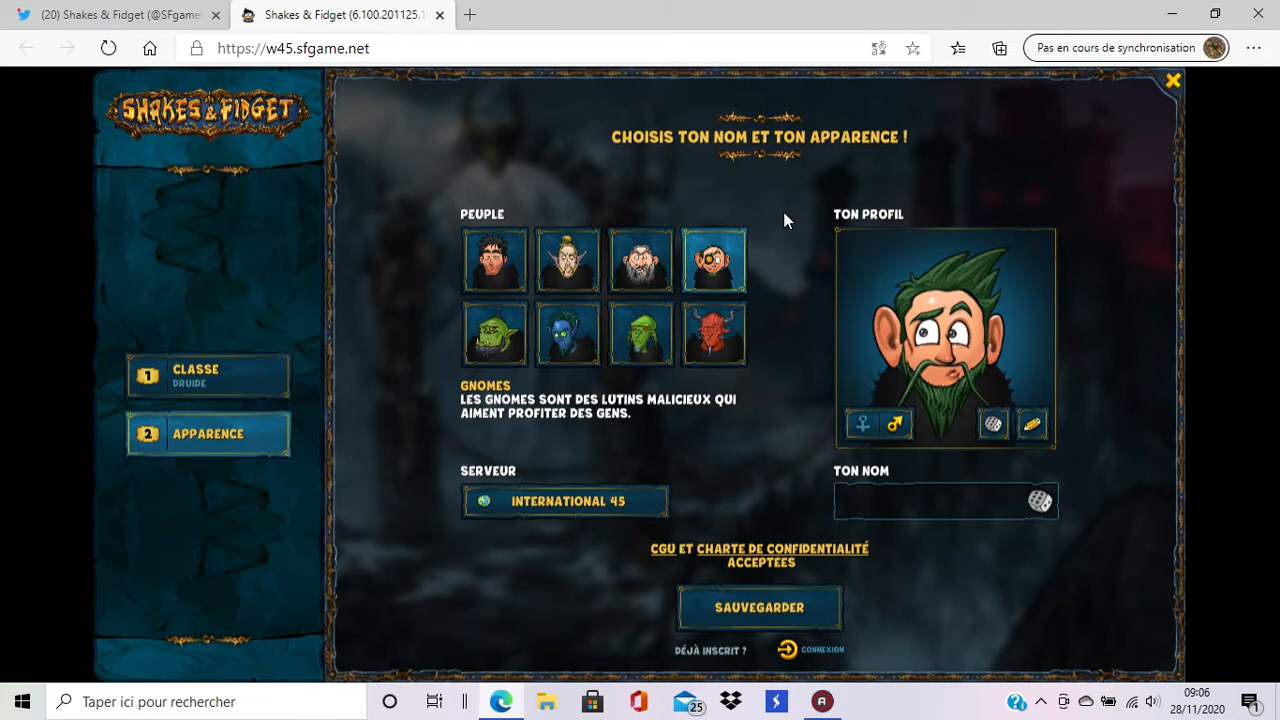 (20) Shakes & Fidget (@SFgame
Shakes & Fidget (6.100.201125.1
https://w45.sfgame.net
Pas en cours de synchronisation
SHAKES & FIDGET
CHOISIS TON NOM ET TON APPARENCE !
PEUPLE
TON PROFIL
1 CLASSE
DRUIDE
2 APPARENCE
GNOMES
LES GNOMES SONT DES LUTINS MALICIEUX QUI
AIMENT PROFITER DES GENS.
SERVEUR
INTERNATIONAL 45
TON NOM
CGU ET CHARTE DE CONFIDENTIALITÉ
ACCEPTÉES
SAUVEGARDER
DÉJÀ INSCRIT ?
CONNEXION
Taper ici pour rechercher
25
09:06
28/11/2020
1